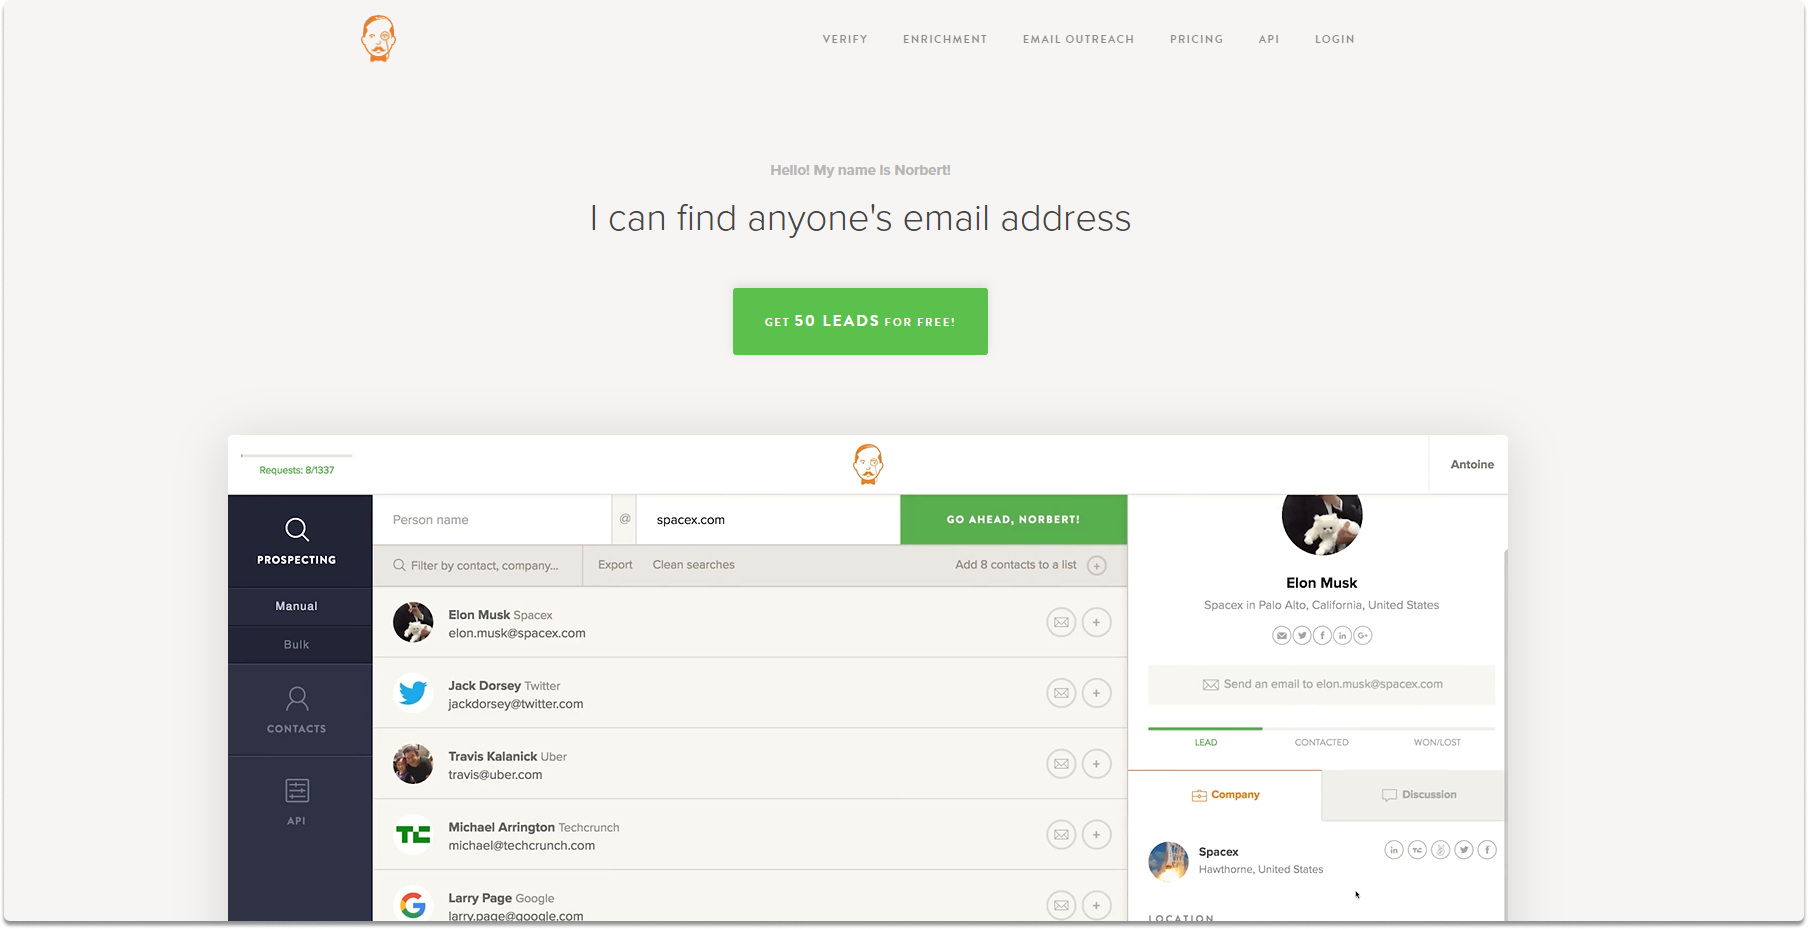 VERIFY ENRICHMENT EMAIL OUTREACH PRICING API LOGIN
Hello! My name is Norbert!
I can find anyone's email address
GET 50 LEADS FOR FREE!
Requests: 8/1337
Antoine
PROSPECTING
Manual
Bulk
CONTACTS
API
Person name @ spacex.com GO AHEAD, NORBERT!
Filter by contact, company... Export Clean searches Add 8 contacts to a list +
Elon Musk Spacex
elon.musk@spacex.com
Jack Dorsey Twitter
jackdorsey@twitter.com
Travis Kalanick Uber
travis@uber.com
Michael Arrington Techcrunch
michael@techcrunch.com
Larry Page Google
larry.page@google.com
Elon Musk
Spacex in Palo Alto, California, United States
Send an email to elon.musk@spacex.com
LEAD CONTACTED WON/LOST
Company Discussion
Spacex
Hawthorne, United States
LOCATION